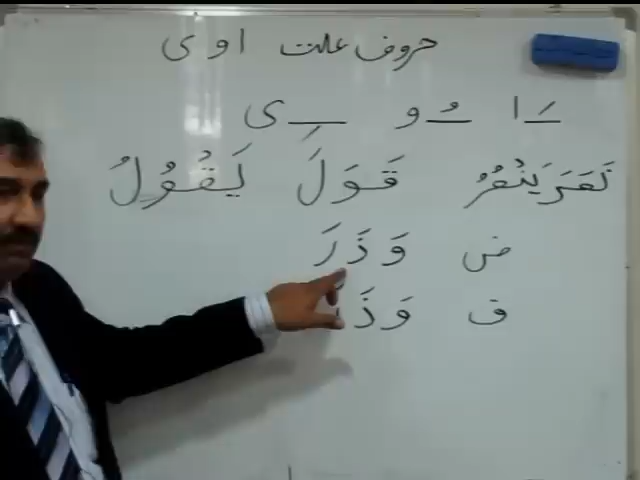 حروف علت ا و ی
ـَـ ا ـُـ و ـِـ ی
نَصَرَ يَنْصُرُ قَوَلَ يَقْوُلُ
ض وَذَرَ
ف وَذَ